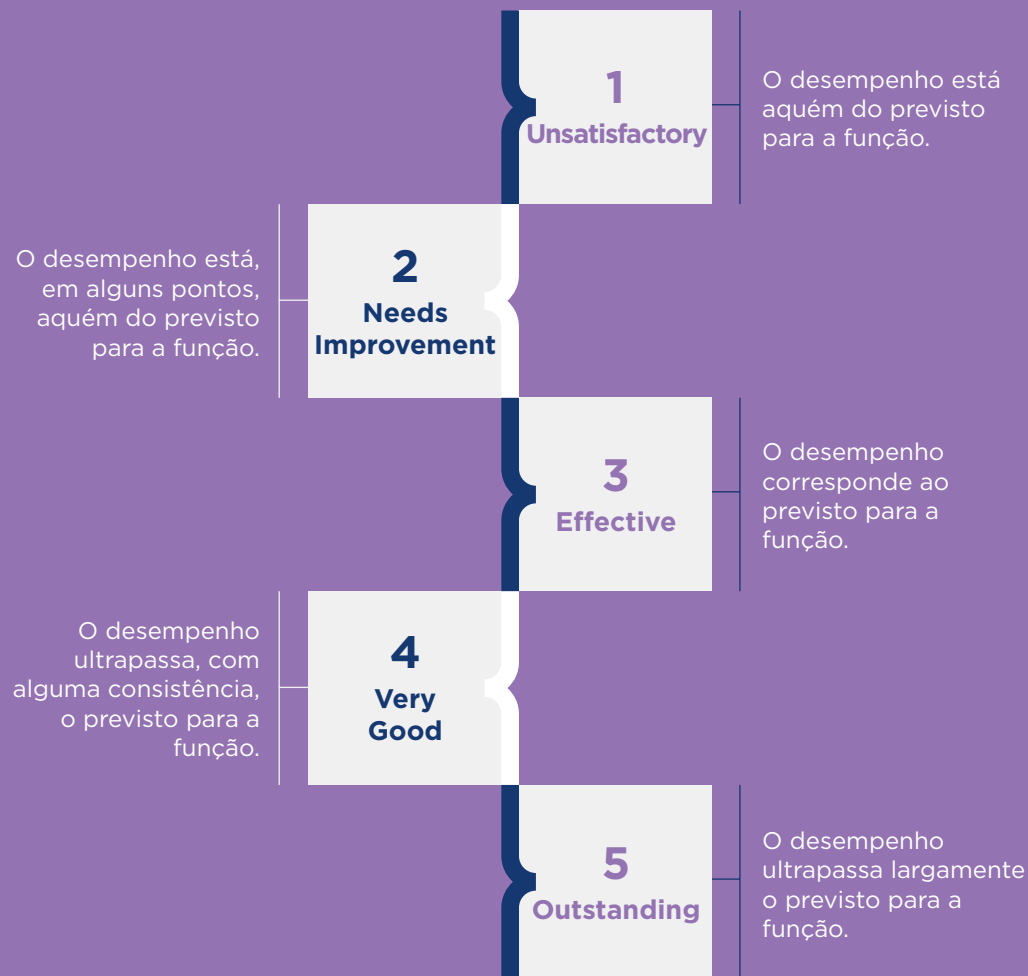 1
Unsatisfactory
O desempenho está
aquém do previsto
para a função.
O desempenho está,
em alguns pontos,
aquém do previsto
para a função.
2
Needs
Improvement
3
Effective
O desempenho
corresponde ao
previsto para a
função.
O desempenho
ultrapassa, com
alguma consistência,
o previsto para a
função.
4
Very
Good
5
Outstanding
O desempenho
ultrapassa largamente
o previsto para a
função.